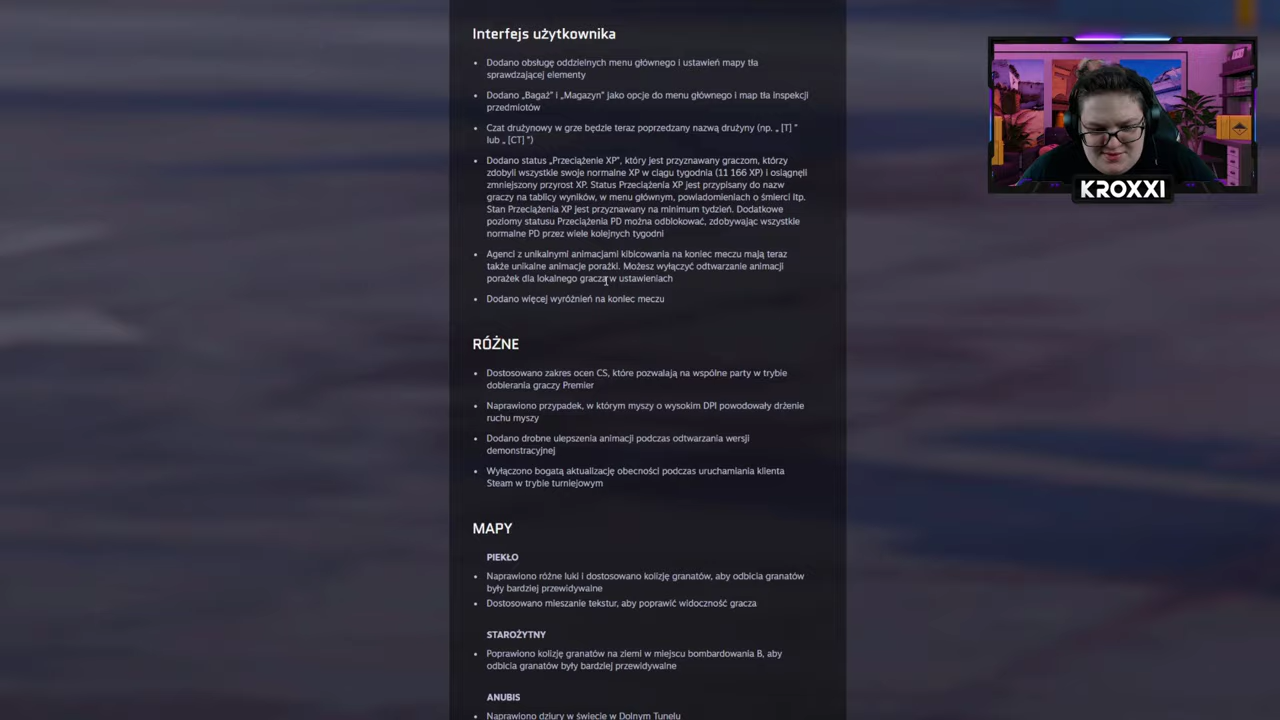 Interfejs użytkownika
Dodano obsługę oddzielnych menu głównego i ustawień mapy tła
sprawdzającej elementy
Dodano „Bagaż” i „Magazyn” jako opcje do menu głównego i map tła inspekcji
przedmiotów
Czat drużynowy w grze będzie teraz poprzedzany nazwą drużyny (np. „ [T] ”
lub „ [CT] ”)
Dodano status „Przeciążenie XP”, który jest przyznawany graczom, którzy
zdobyli wszystkie swoje normalne XP w ciągu tygodnia (11 166 XP) i osiągnęli
zmniejszony przyrost XP. Status Przeciążenia XP jest przypisany do nazw
graczy na tablicy wyników, w menu głównym, powiadomieniach o śmierci itp.
Stan Przeciążenia XP jest przyznawany na minimum tydzień. Dodatkowe
poziomy statusu Przeciążenia PD można odblokować, zdobywając wszystkie
normalne PD przez wiele kolejnych tygodni
Agenci z unikalnymi animacjami kibicowania na koniec meczu mają teraz
także unikalne animacje porażki. Możesz wyłączyć odtwarzanie animacji
porażek dla lokalnego gracza w ustawieniach
Dodano więcej wyróżnień na koniec meczu
RÓŻNE
Dostosowano zakres ocen CS, które pozwalają na wspólne party w trybie
dobierania graczy Premier
Naprawiono przypadek, w którym myszy o wysokim DPI powodowały drżenie
ruchu myszy
Dodano drobne ulepszenia animacji podczas odtwarzania wersji
demonstracyjnej
Wyłączono bogatą aktualizację obecności podczas uruchamiania klienta
Steam w trybie turniejowym
MAPY
PIEKŁO
Naprawiono różne luki i dostosowano kolizję granatów, aby odbicia granatów
były bardziej przewidywalne
Dostosowano mieszanie tekstur, aby poprawić widoczność gracza
STAROŻYTNY
Poprawiono kolizję granatów na ziemi w miejscu bombardowania B, aby
odbicia granatów były bardziej przewidywalne
ANUBIS
Naprawiono dziury w świecie w Dolnym Tunelu
KROXXI